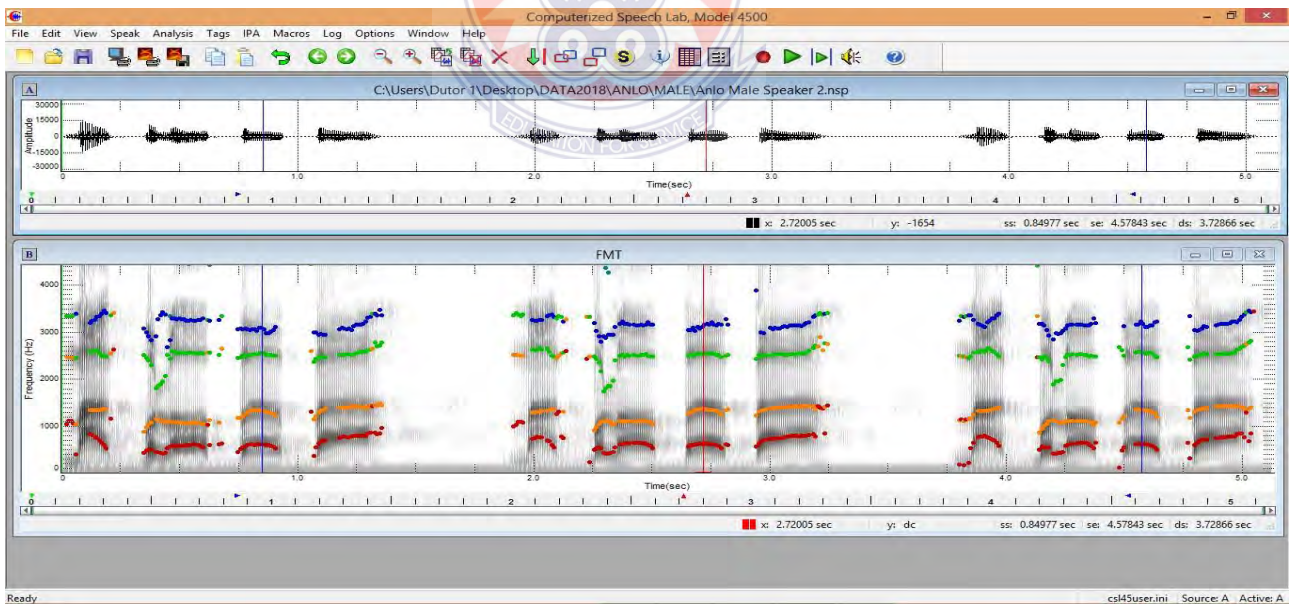 Computerized Speech Lab, Model 4500
File Edit View Speak Analysis Tags IPA Macros Log Options Window Help
A C:\Users\Dutor 1\Desktop\DATA2018\ANLO\MALE\Anlo Male Speaker 2.nsp
EDUCATION FOR SERVICE
Amplitude
30000
15000
0
-15000
-30000
0 1.0 2.0 3.0 4.0 5.0
Time(sec)
0 1 2 3 4 5
x: 2.72005 sec y: -1654 ss: 0.84977 sec se: 4.57843 sec ds: 3.72866 sec
B FMT
Frequency (Hz)
4000
3000
2000
1000
0
0 1.0 2.0 3.0 4.0 5.0
Time(sec)
0 1 2 3 4 5
x: 2.72005 sec y: dc ss: 0.84977 sec se: 4.57843 sec ds: 3.72866 sec
Ready csl45user.ini Source: A Active: A